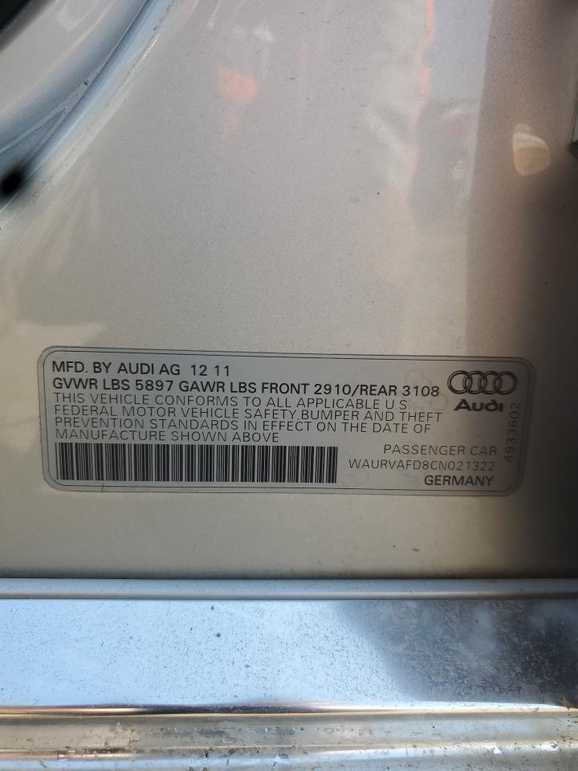 MFD. BY AUDI AG 12 11
GVWR LBS 5897 GAWR LBS FRONT 2910/REAR 3108
THIS VEHICLE CONFORMS TO ALL APPLICABLE U S
FEDERAL MOTOR VEHICLE SAFETY,BUMPER AND THEFT
PREVENTION STANDARDS IN EFFECT ON THE DATE OF
MANUFACTURE SHOWN ABOVE
PASSENGER CAR
WAURVAFD8CN021322
GERMANY
Audi
4933602